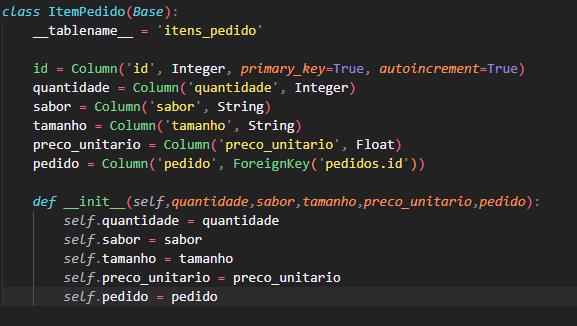 class ItemPedido(Base):
    __tablename__ = 'itens_pedido'
    id = Column('id', Integer, primary_key=True, autoincrement=True)
    quantidade = Column('quantidade', Integer)
    sabor = Column('sabor', String)
    tamanho = Column('tamanho', String)
    preco_unitario = Column('preco_unitario', Float)
    pedido = Column('pedido', ForeignKey('pedidos.id'))
    def __init__(self,quantidade,sabor,tamanho,preco_unitario,pedido):
        self.quantidade = quantidade
        self.sabor = sabor
        self.tamanho = tamanho
        self.preco_unitario = preco_unitario
        self.pedido = pedido